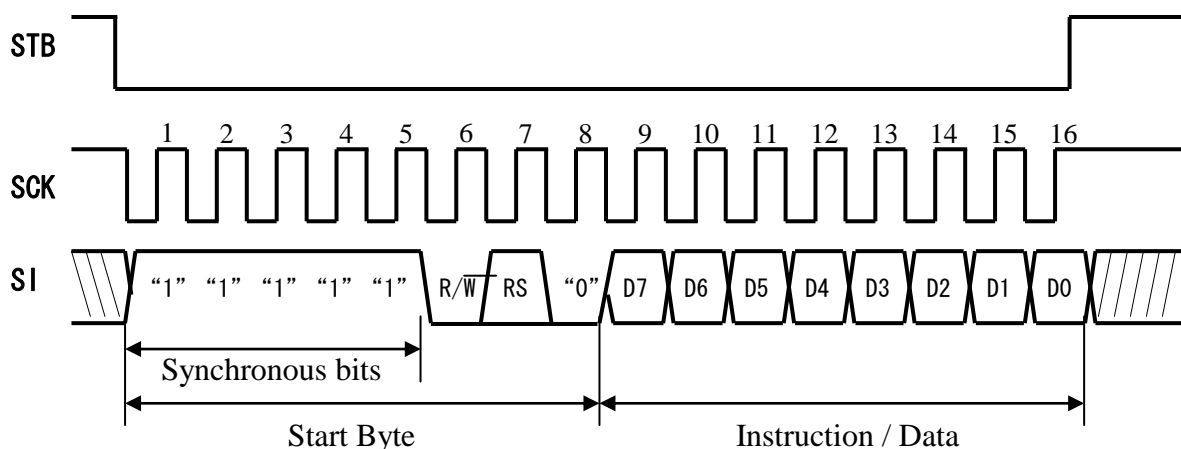 STB
1 2 3 4 5 6 7 8 9 10 11 12 13 14 15 16
SCK
SI “1” “1” “1” “1” “1” R/W̅ RS “0” D7 D6 D5 D4 D3 D2 D1 D0
Synchronous bits
Start Byte Instruction / Data